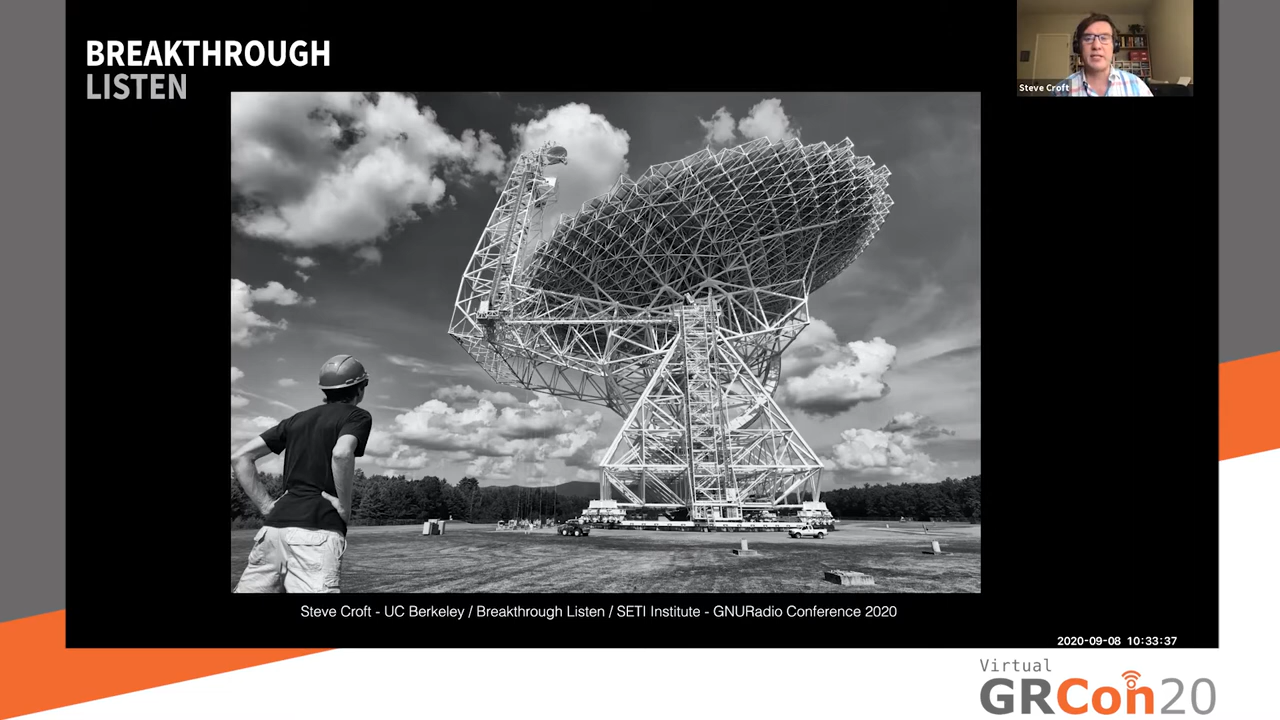 BREAKTHROUGH
LISTEN
Steve Croft
Steve Croft - UC Berkeley / Breakthrough Listen / SETI Institute - GNURadio Conference 2020
2020-09-08 10:33:37
Virtual
GRCon20